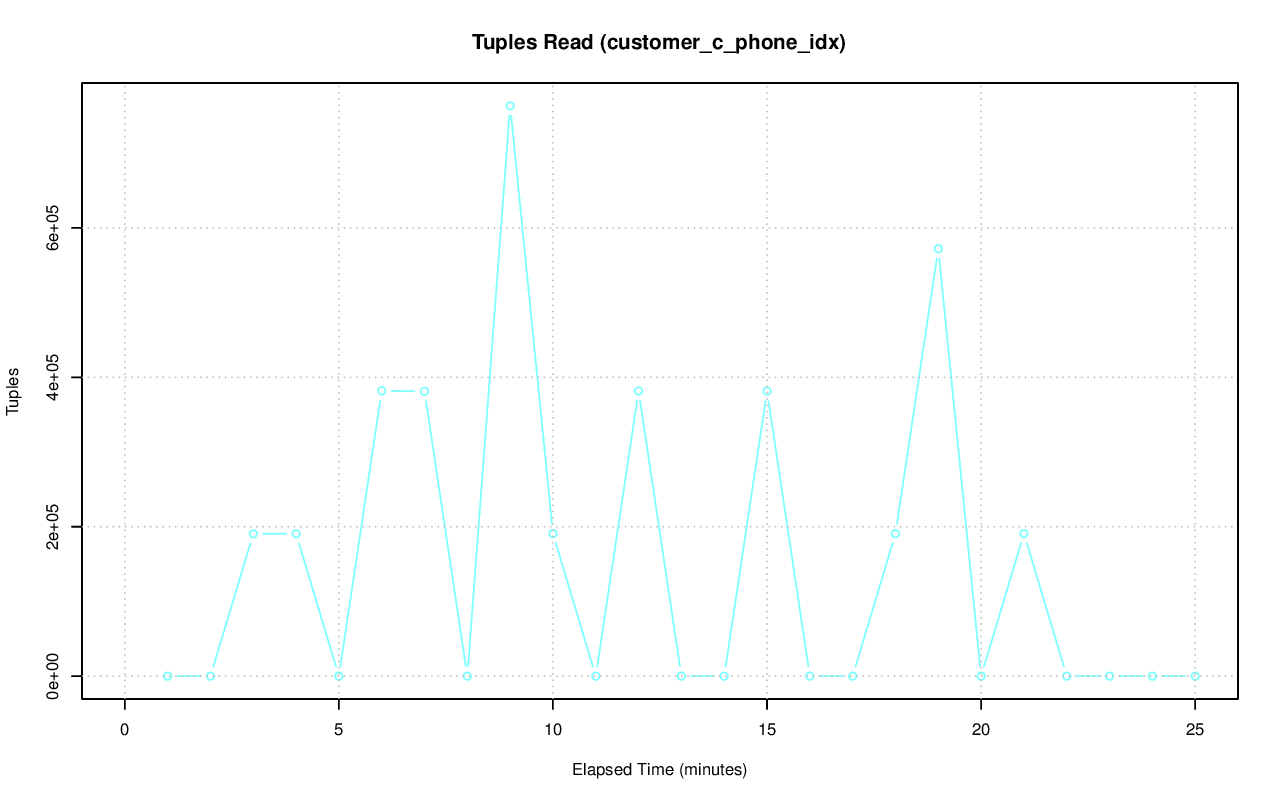 Tuples Read (customer_c_phone_idx)
Tuples
6e+05
4e+05
2e+05
0e+00
0 5 10 15 20 25
Elapsed Time (minutes)